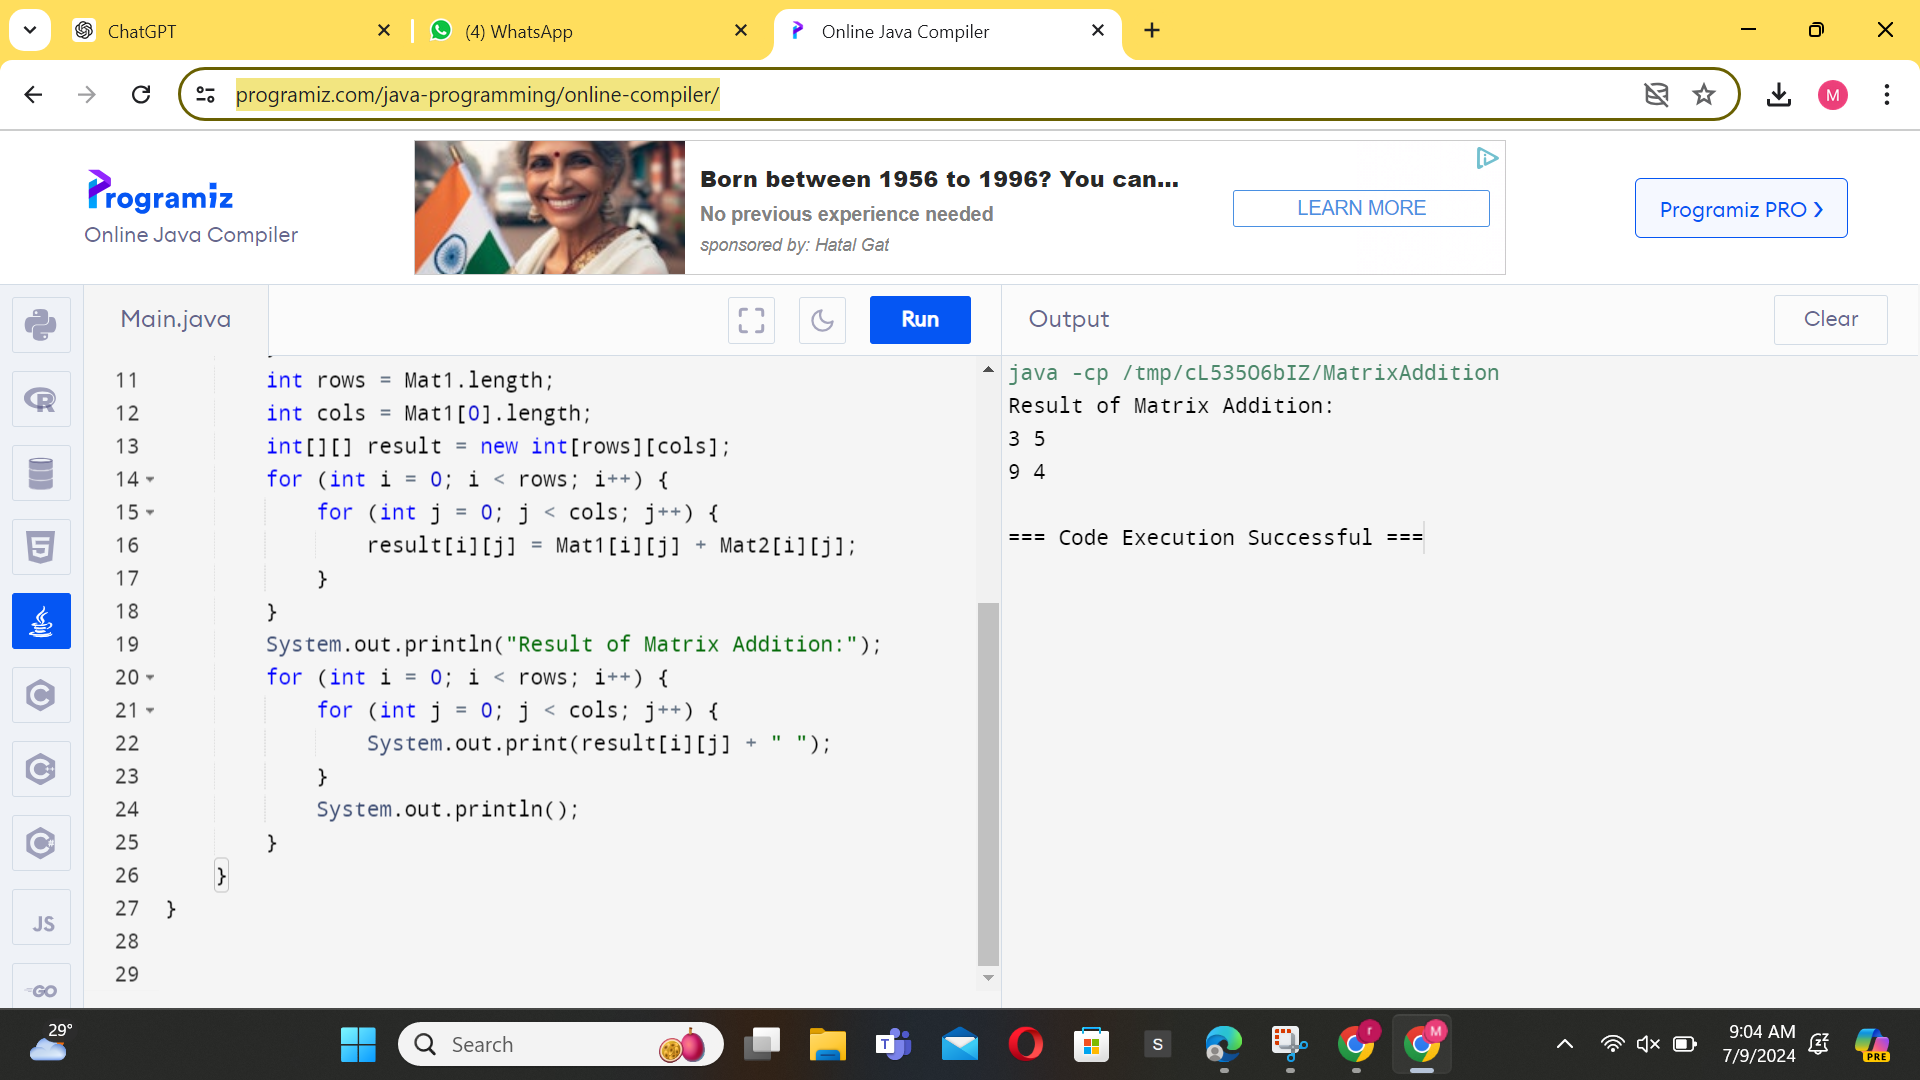 ChatGPT
(4) WhatsApp
Online Java Compiler
programiz.com/java-programming/online-compiler/
M
Programiz
Online Java Compiler
Born between 1956 to 1996? You can...
No previous experience needed
sponsored by: Hatal Gat
LEARN MORE
Programiz PRO
Main.java
Run
Output
Clear
11 int rows = Mat1.length;
12 int cols = Mat1[0].length;
13 int[][] result = new int[rows][cols];
14 for (int i = 0; i < rows; i++) {
15 for (int j = 0; j < cols; j++) {
16 result[i][j] = Mat1[i][j] + Mat2[i][j];
17 }
18 }
19 System.out.println("Result of Matrix Addition:");
20 for (int i = 0; i < rows; i++) {
21 for (int j = 0; j < cols; j++) {
22 System.out.print(result[i][j] + " ");
23 }
24 System.out.println();
25 }
26 }
27 }
28
29
java -cp /tmp/cL535O6bIZ/MatrixAddition
Result of Matrix Addition:
3 5
9 4
=== Code Execution Successful ===
R
5
C
C
C#
JS
GO
29°
Search
T
S
r
M
9:04 AM
7/9/2024
PRE